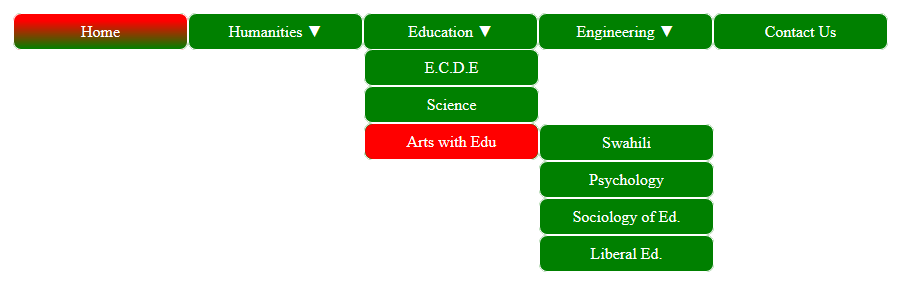 Home Humanities ▼ Education ▼ Engineering ▼ Contact Us
E.C.D.E
Science
Arts with Edu Swahili
Psychology
Sociology of Ed.
Liberal Ed.